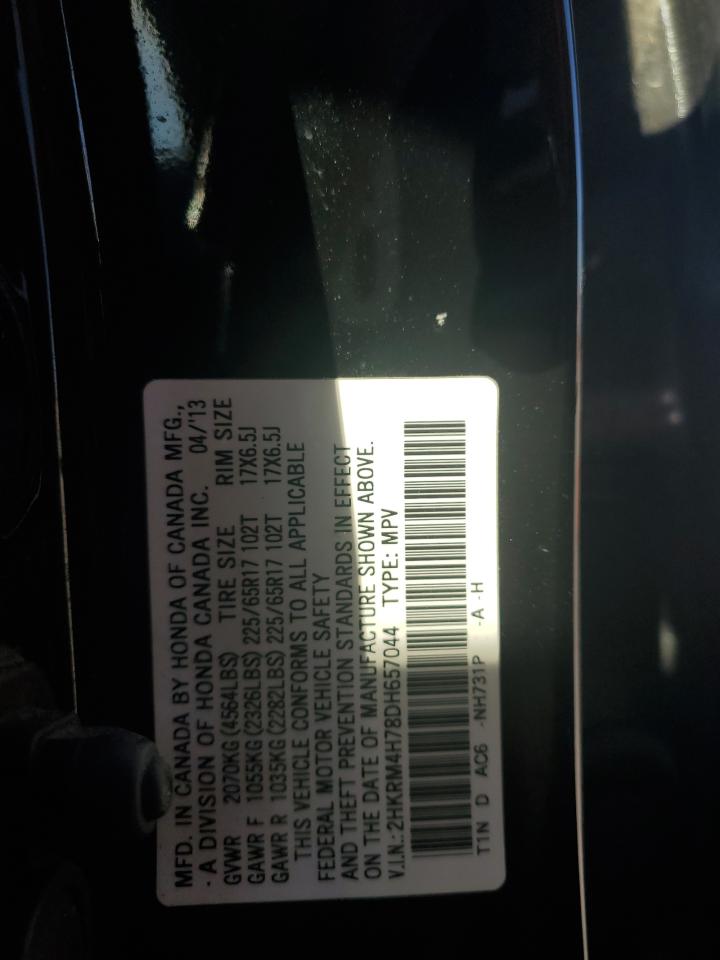 MFD. IN CANADA BY HONDA OF CANADA MFG.,
- A DIVISION OF HONDA CANADA INC. 04/'13
GVWR 2070KG(4564LBS) TIRE SIZE RIM SIZE
GAWR F 1055KG(2326LBS) 225/65R17 102T 17X6.5J
GAWR R 1035KG(2282LBS) 225/65R17 102T 17X6.5J
THIS VEHICLE CONFORMS TO ALL APPLICABLE
FEDERAL MOTOR VEHICLE SAFETY
AND THEFT PREVENTION STANDARDS IN EFFECT
ON THE DATE OF MANUFACTURE SHOWN ABOVE.
V.I.N.:2HKRM4H78DH657044 TYPE: MPV
T1N D AC6 -NH731P -A -H